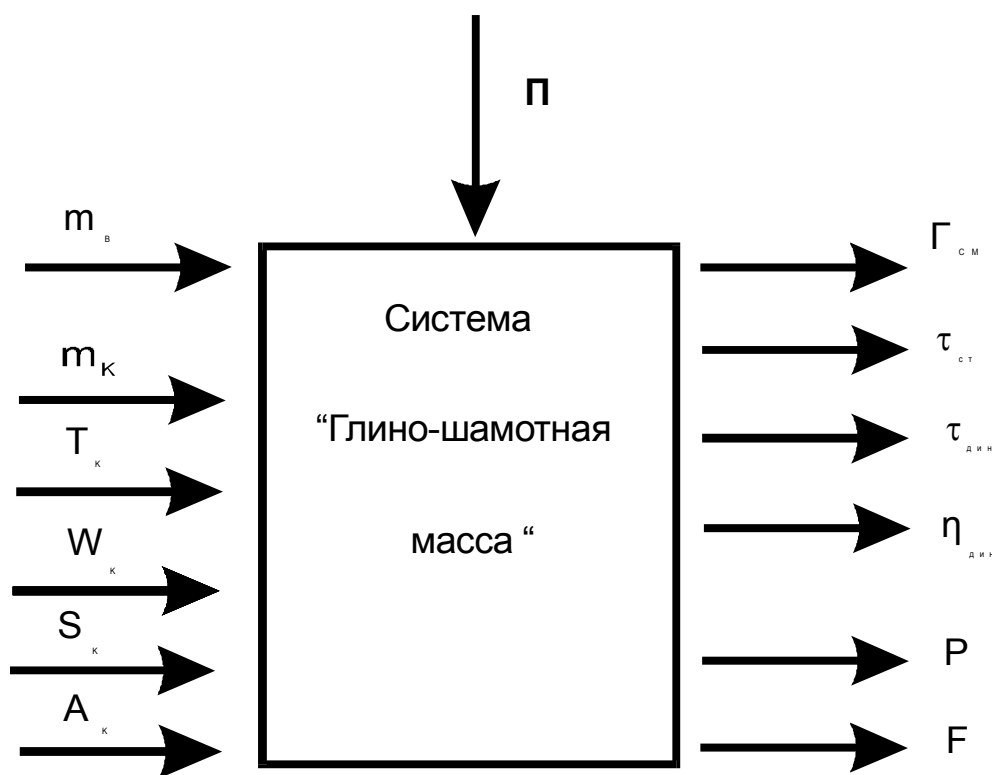 П
m в
m к
T к
W к
S к
A к
Система
“Глино-шамотная
масса “
Г см
τ ст
τ дин
η дин
P
F